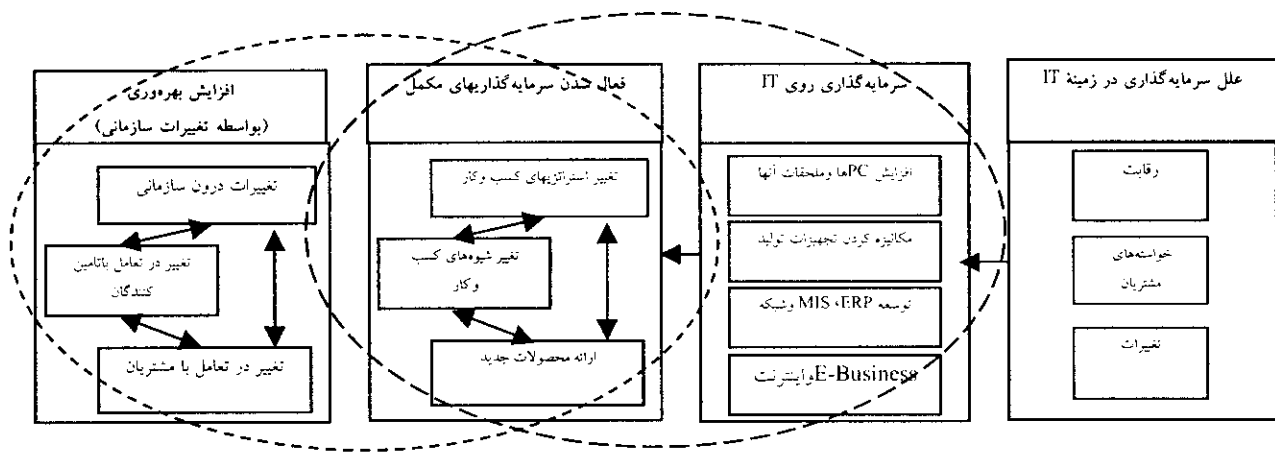 علل سرمایه‌گذاری در زمینهٔ IT
رقابت
خواسته‌های
مشتریان
تغییرات
سرمایه‌گذاری روی IT
افزایش PCها وملحقات آنها
مکانیزه کردن تجهیزات تولید
توسعه MIS ،ERP وشبکه
E-Businessواینترنت
فعال شدن سرمایه‌گذاریهای مکمل
تغییر استراتژیهای کسب وکار
تغییر شیوه‌های کسب
وکار
ارائه محصولات جدید
افزایش بهره‌وری
(بواسطه تغییرات سازمانی)
تغییرات درون سازمانی
تغییر در تعامل باتامین
کنندگان
تغییر در تعامل با مشتریان